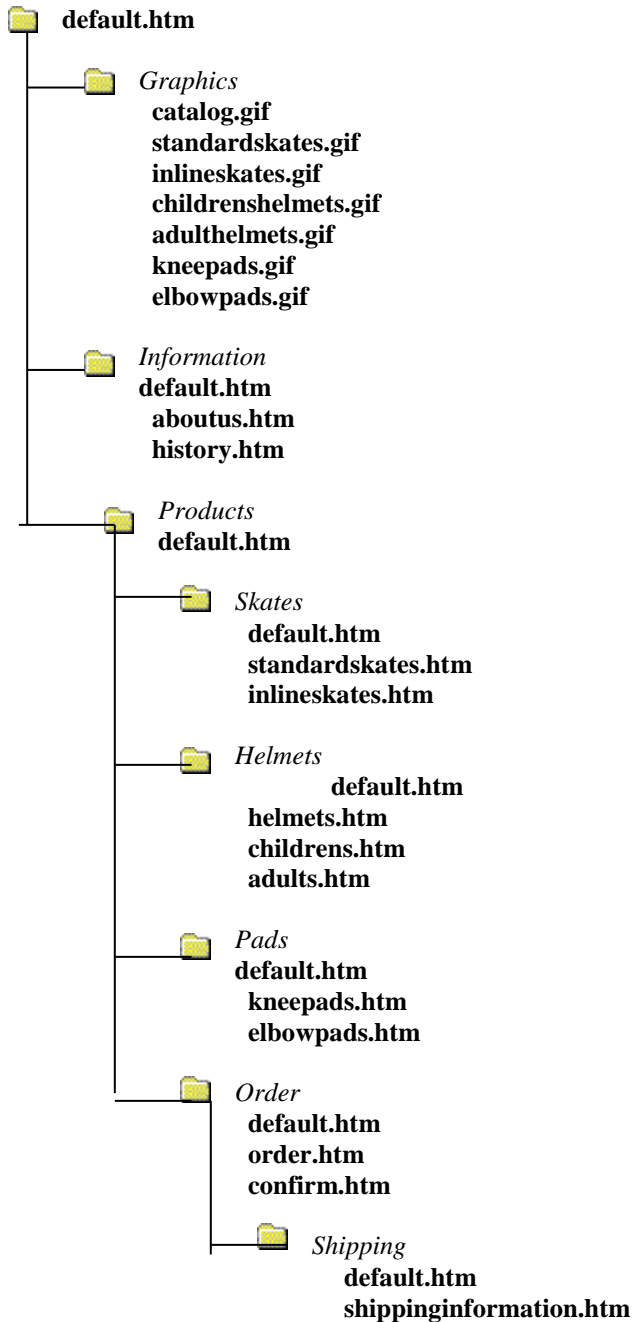 default.htm
Graphics
catalog.gif
standardskates.gif
inlineskates.gif
childrenshelmets.gif
adulthelmets.gif
kneepads.gif
elbowpads.gif
Information
default.htm
aboutus.htm
history.htm
Products
default.htm
Skates
default.htm
standardskates.htm
inlineskates.htm
Helmets
default.htm
helmets.htm
childrens.htm
adults.htm
Pads
default.htm
kneepads.htm
elbowpads.htm
Order
default.htm
order.htm
confirm.htm
Shipping
default.htm
shippinginformation.htm